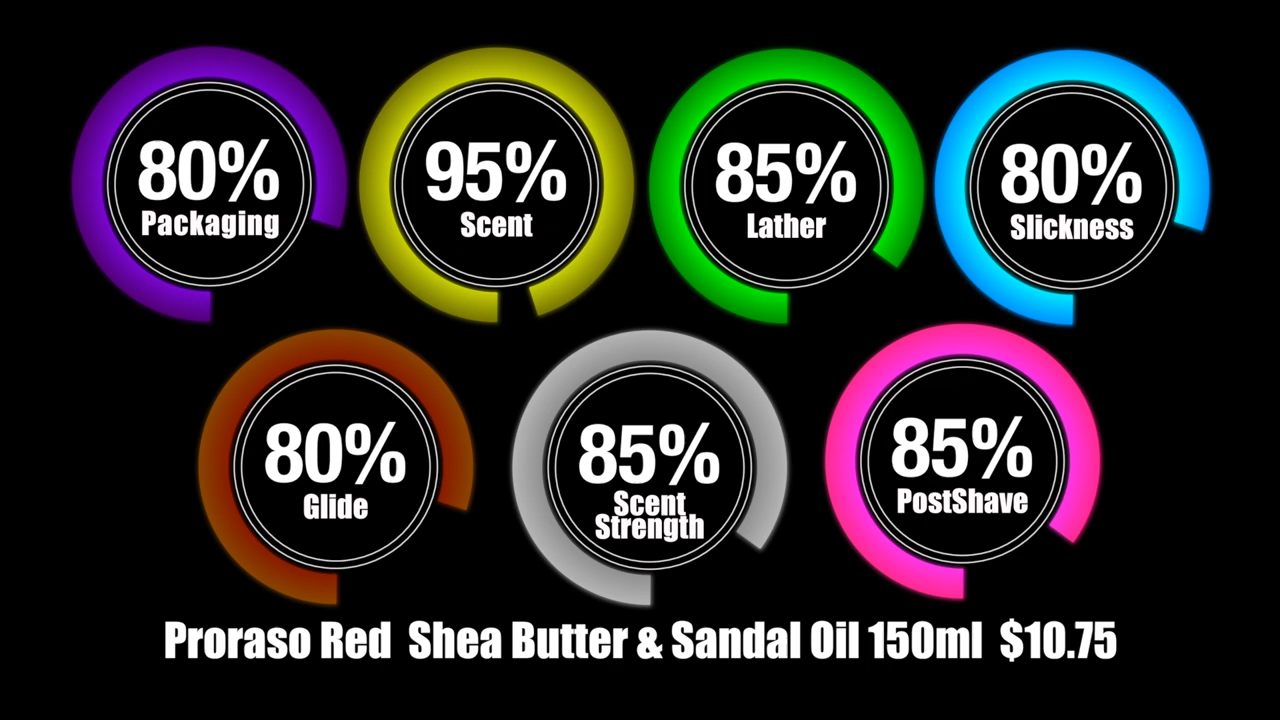 80%
Packaging
95%
Scent
85%
Lather
80%
Slickness
80%
Glide
85%
Scent
Strength
85%
PostShave
Proraso Red Shea Butter & Sandal Oil 150ml $10.75